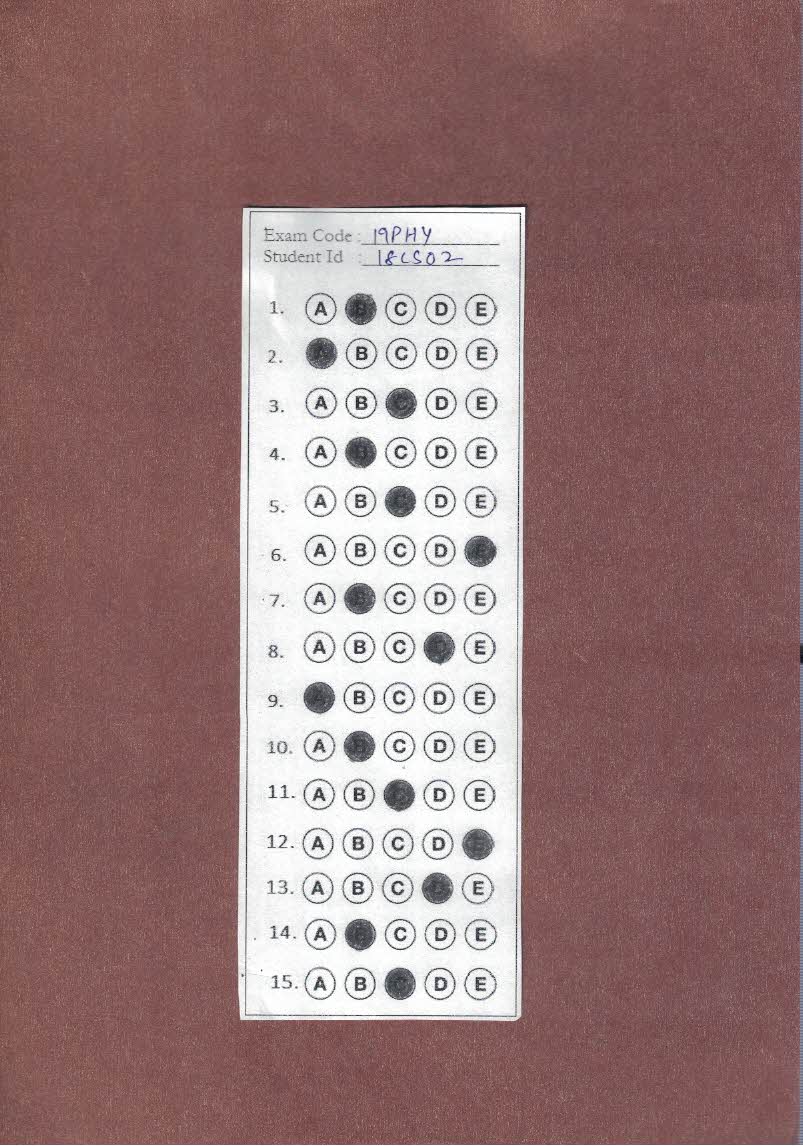 Exam Code : 19PHY
Student Id : 18CS02
1. A B C D E
2. A B C D E
3. A B C D E
4. A B C D E
5. A B C D E
6. A B C D E
7. A B C D E
8. A B C D E
9. A B C D E
10. A B C D E
11. A B C D E
12. A B C D E
13. A B C D E
14. A B C D E
15. A B C D E